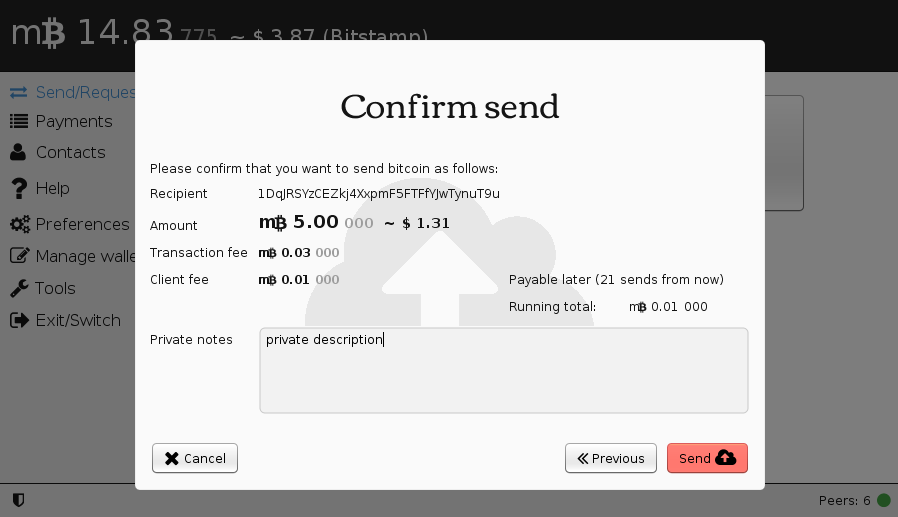 m฿ 14.83 775 ~ $ 3.87 (Bitstamp)
Send/Reques
Payments
Contacts
Help
Preferences
Manage walle
Tools
Exit/Switch
Confirm send
Please confirm that you want to send bitcoin as follows:
Recipient 1DqJRSYzCEZkj4XxpmF5FTFfYJwTynuT9u
Amount m฿ 5.00 000 ~ $ 1.31
Transaction fee m฿ 0.03 000
Client fee m฿ 0.01 000 Payable later (21 sends from now)
Running total: m฿ 0.01 000
Private notes private description
Cancel Previous Send
Peers: 6